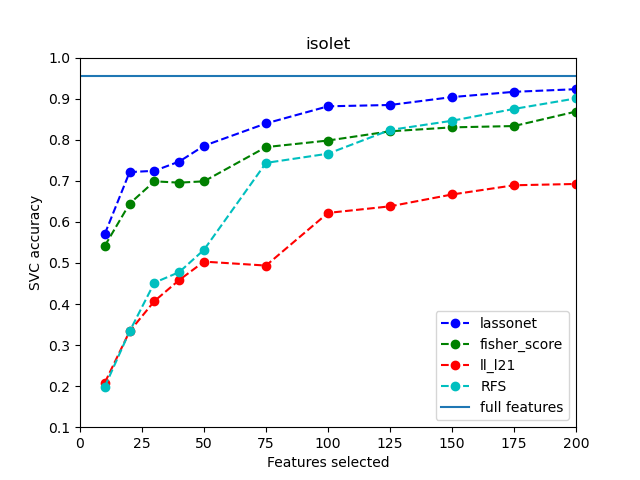 isolet
SVC accuracy
1.0
0.9
0.8
0.7
0.6
0.5
0.4
0.3
0.2
0.1
0 25 50 75 100 125 150 175 200
Features selected
lassonet
fisher_score
ll_l21
RFS
full features